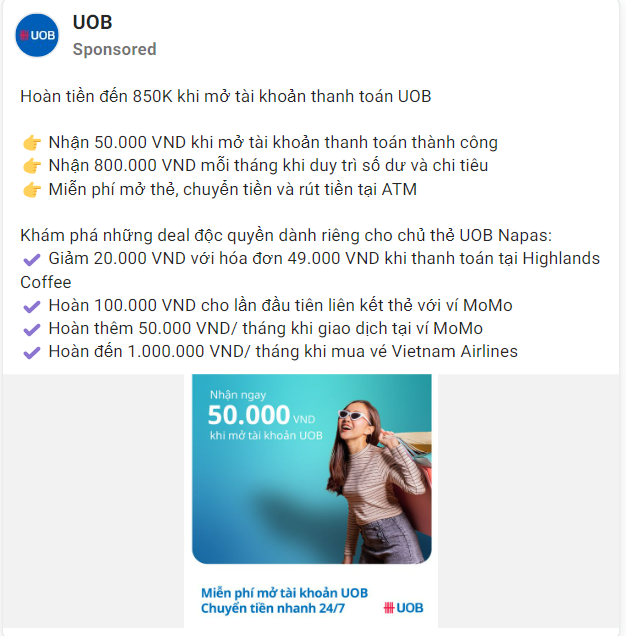 UOB
UOB
Sponsored
Hoàn tiền đến 850K khi mở tài khoản thanh toán UOB
👉 Nhận 50.000 VND khi mở tài khoản thanh toán thành công
👉 Nhận 800.000 VND mỗi tháng khi duy trì số dư và chi tiêu
👉 Miễn phí mở thẻ, chuyển tiền và rút tiền tại ATM
Khám phá những deal độc quyền dành riêng cho chủ thẻ UOB Napas:
✔ Giảm 20.000 VND với hóa đơn 49.000 VND khi thanh toán tại Highlands
Coffee
✔ Hoàn 100.000 VND cho lần đầu tiên liên kết thẻ với ví MoMo
✔ Hoàn thêm 50.000 VND/ tháng khi giao dịch tại ví MoMo
✔ Hoàn đến 1.000.000 VND/ tháng khi mua vé Vietnam Airlines
Nhận ngay
50.000 VND
khi mở tài khoản UOB
Miễn phí mở tài khoản UOB
Chuyển tiền nhanh 24/7
UOB